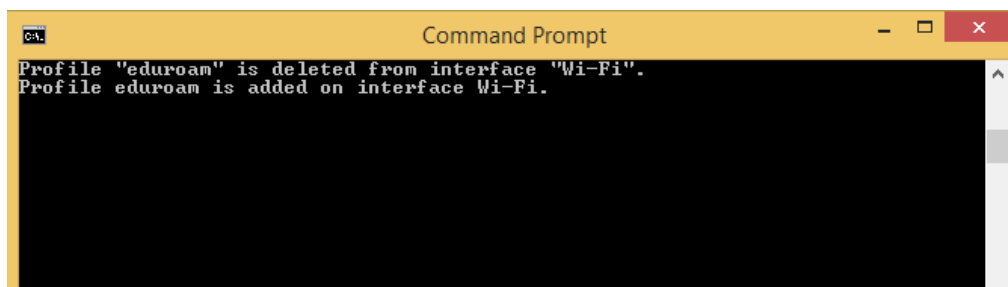 C:\.
Command Prompt
Profile "eduroam" is deleted from interface "Wi-Fi".
Profile eduroam is added on interface Wi-Fi.